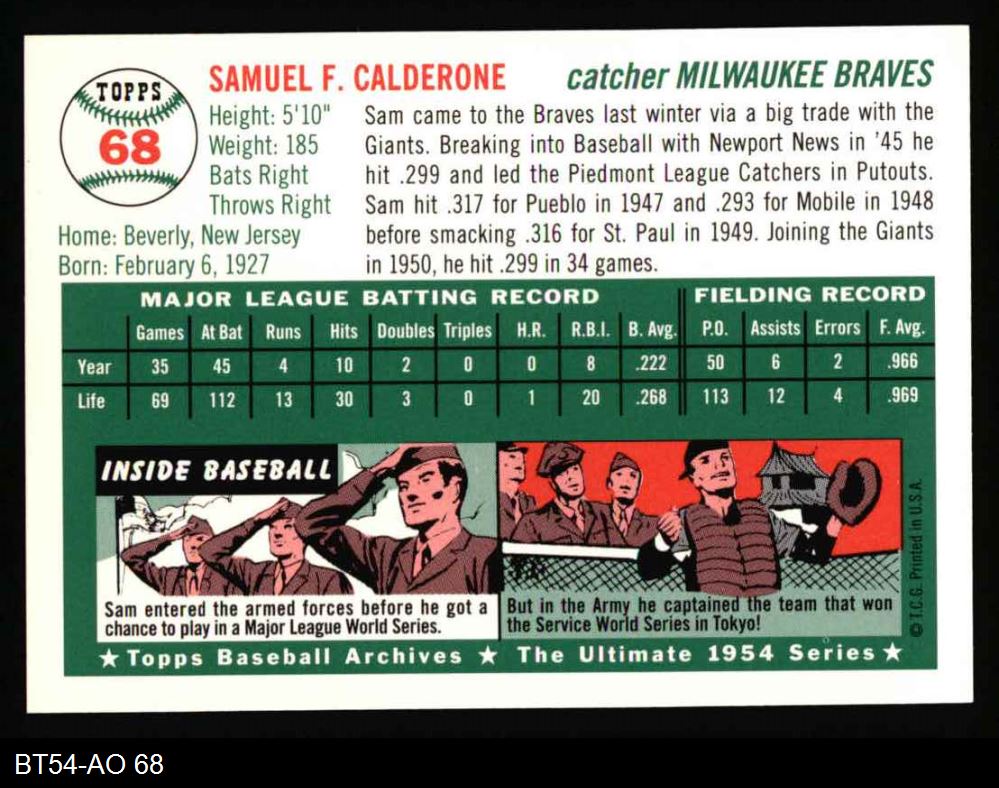 TOPPS
68
SAMUEL F. CALDERONE
catcher MILWAUKEE BRAVES
Height: 5'10"
Weight: 185
Bats Right
Throws Right
Home: Beverly, New Jersey
Born: February 6, 1927
Sam came to the Braves last winter via a big trade with the
Giants. Breaking into Baseball with Newport News in '45 he
hit .299 and led the Piedmont League Catchers in Putouts.
Sam hit .317 for Pueblo in 1947 and .293 for Mobile in 1948
before smacking .316 for St. Paul in 1949. Joining the Giants
in 1950, he hit .299 in 34 games.
MAJOR LEAGUE BATTING RECORD FIELDING RECORD
Games At Bat Runs Hits Doubles Triples H.R. R.B.I. B. Avg. P.O. Assists Errors F. Avg.
Year 35 45 4 10 2 0 0 8 .222 50 6 2 .966
Life 69 112 13 30 3 0 1 20 .268 113 12 4 .969
INSIDE BASEBALL
Sam entered the armed forces before he got a
chance to play in a Major League World Series.
But in the Army he captained the team that won
the Service World Series in Tokyo!
© T.C.G. Printed in U.S.A.
★ Topps Baseball Archives ★ The Ultimate 1954 Series ★
BT54-AO 68